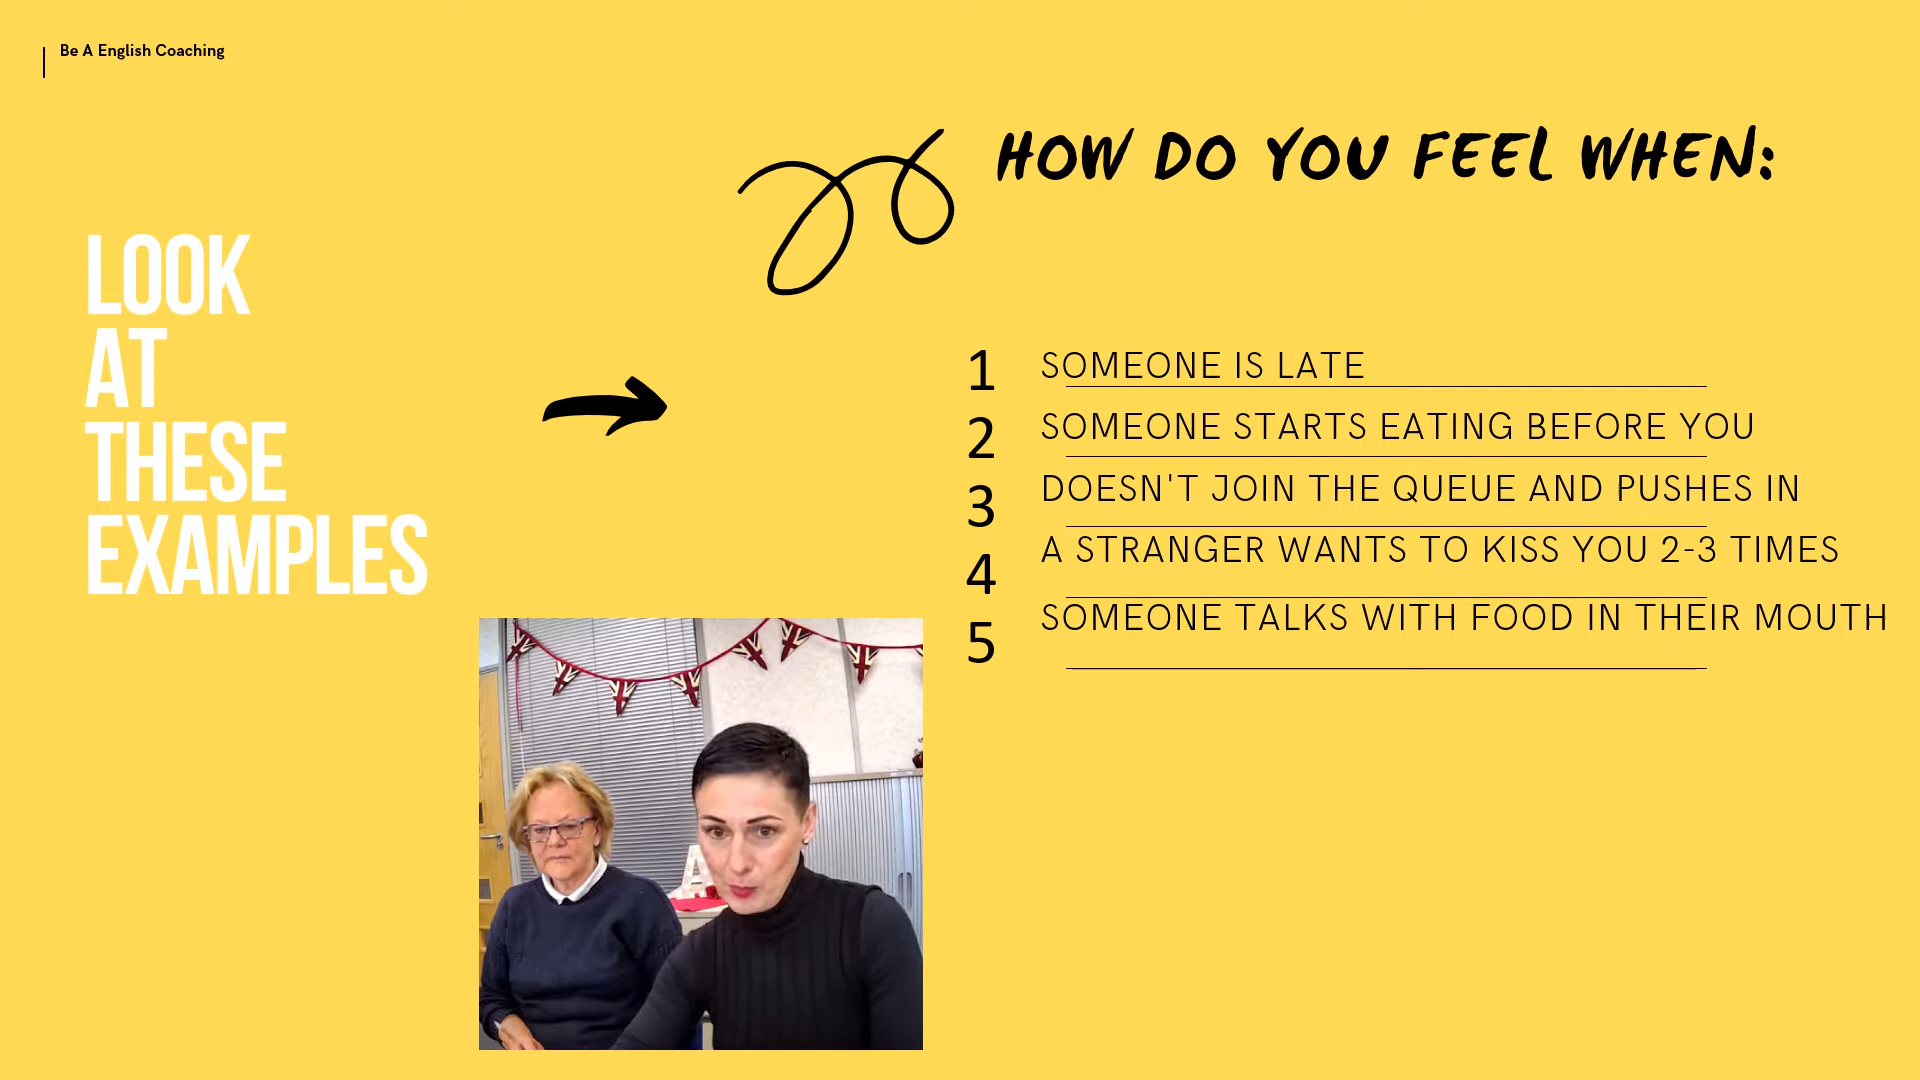 Be A English Coaching
HOW DO YOU FEEL WHEN:
LOOK
AT
THESE
EXAMPLES
1 SOMEONE IS LATE
2 SOMEONE STARTS EATING BEFORE YOU
3 DOESN'T JOIN THE QUEUE AND PUSHES IN
4 A STRANGER WANTS TO KISS YOU 2-3 TIMES
5 SOMEONE TALKS WITH FOOD IN THEIR MOUTH
A